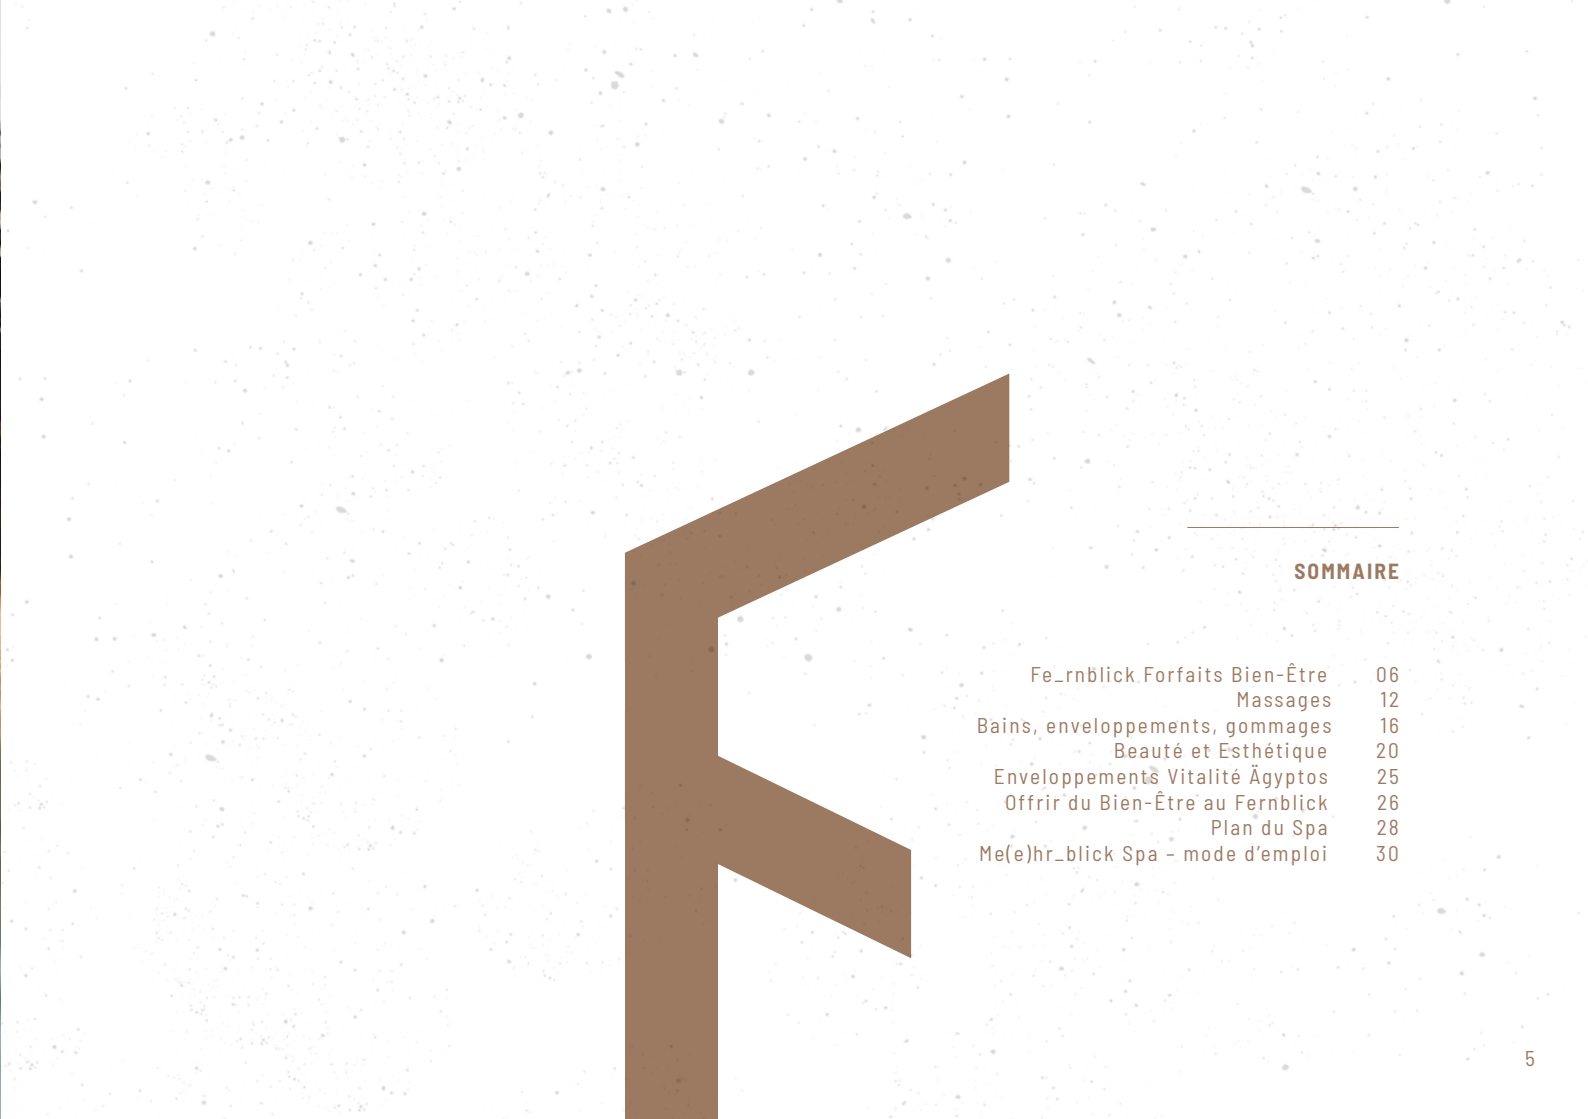 SOMMAIRE
Fe_rnblick Forfaits Bien-Être 06
Massages 12
Bains, enveloppements, gommages 16
Beauté et Esthétique 20
Enveloppements Vitalité Ägyptos 25
Offrir du Bien-Être au Fernblick 26
Plan du Spa 28
Me(e)hr_blick Spa – mode d’emploi 30
5